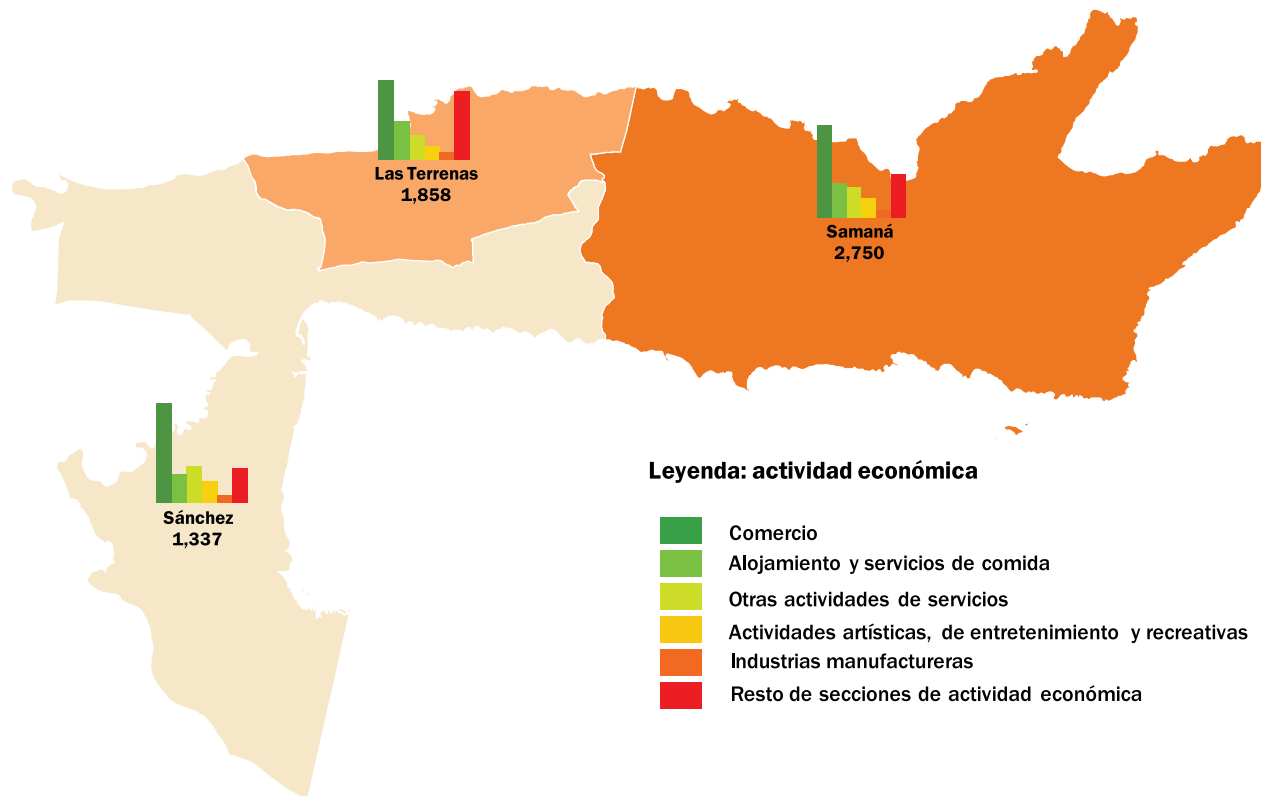 Las Terrenas
1,858
Samaná
2,750
Sánchez
1,337
Leyenda: actividad económica
Comercio
Alojamiento y servicios de comida
Otras actividades de servicios
Actividades artísticas, de entretenimiento y recreativas
Industrias manufactureras
Resto de secciones de actividad económica